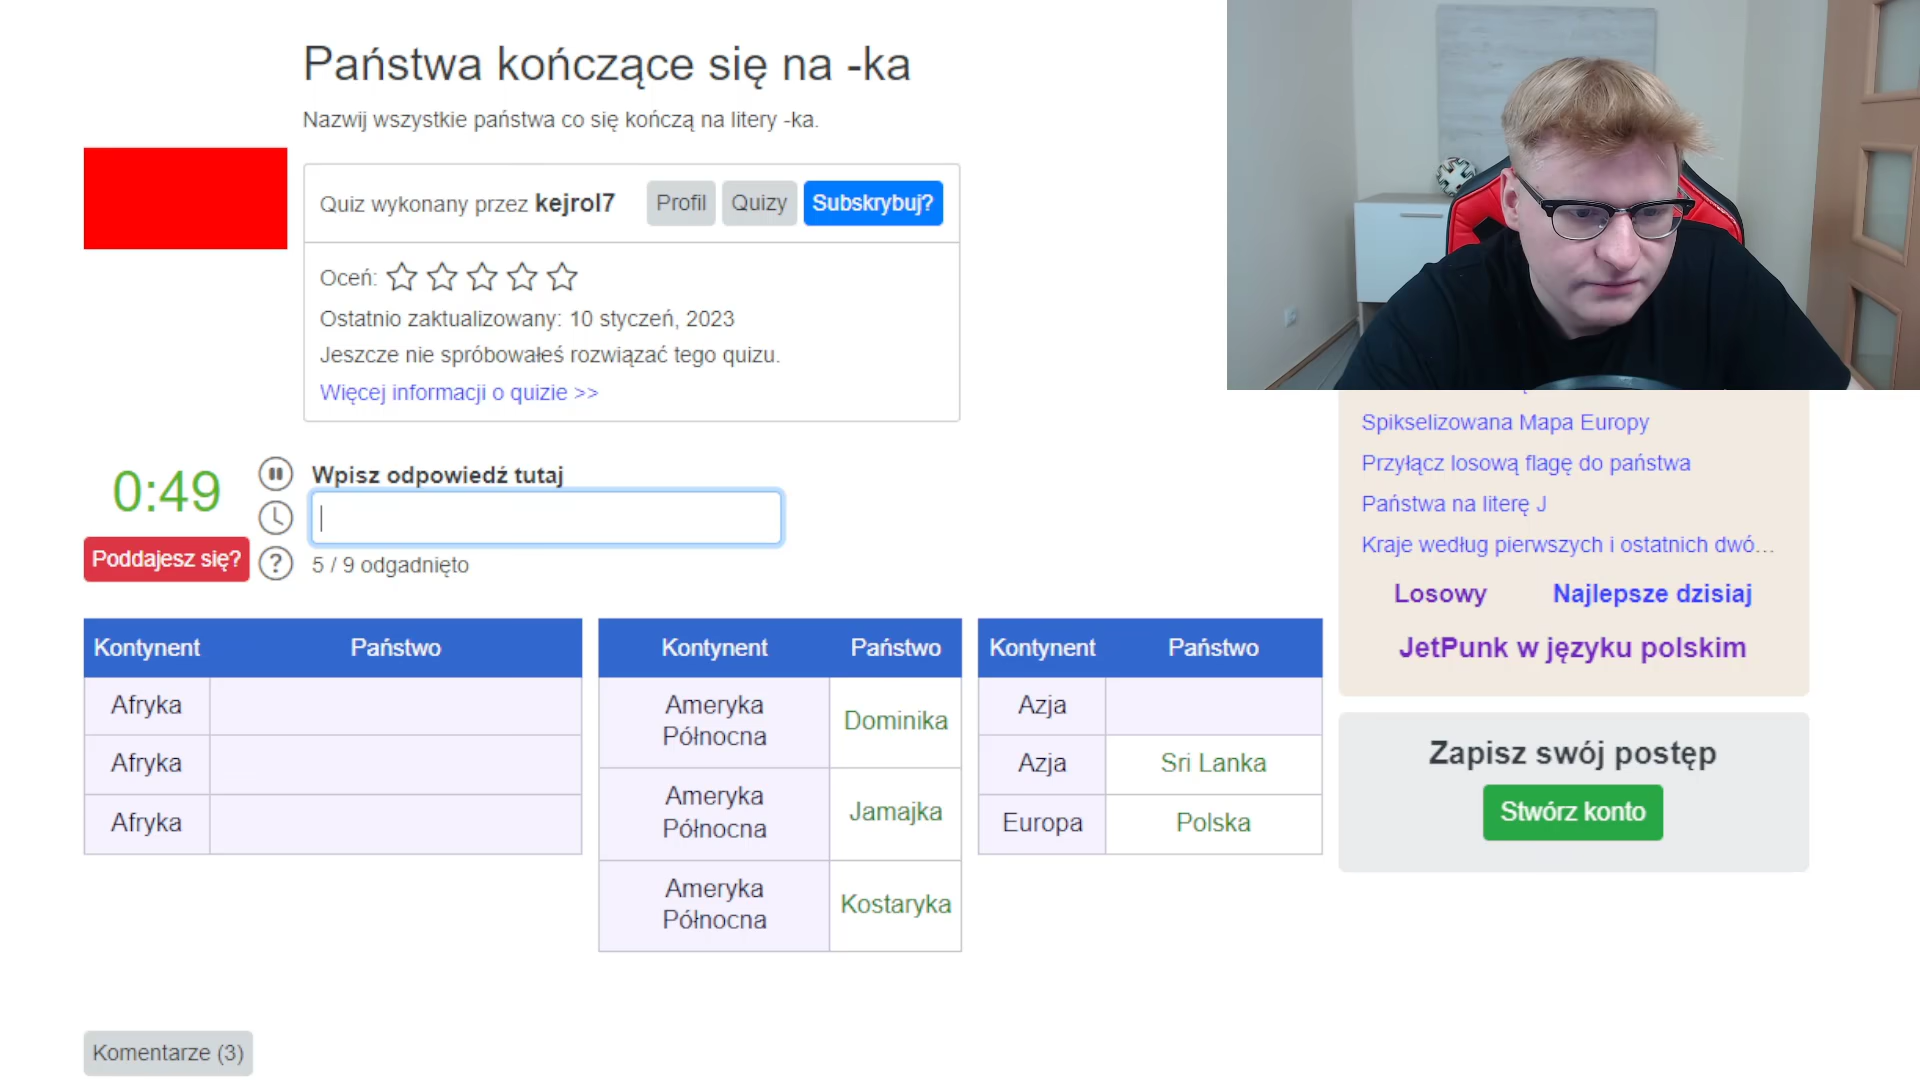 Państwa kończące się na -ka
Nazwij wszystkie państwa co się kończą na litery -ka.
Quiz wykonany przez kejrol7
Profil
Quizy
Subskrybuj?
Oceń:
Ostatnio zaktualizowany: 10 styczeń, 2023
Jeszcze nie spróbowałeś rozwiązać tego quizu.
Więcej informacji o quizie >>
0:49
Poddajesz się?
?
Wpisz odpowiedź tutaj
5 / 9 odgadnięto
Kontynent Państwo
Afryka
Afryka
Afryka
Kontynent Państwo
Ameryka
Północna
Dominika
Ameryka
Północna
Jamajka
Ameryka
Północna
Kostaryka
Kontynent Państwo
Azja
Azja Sri Lanka
Europa Polska
Spikselizowana Mapa Europy
Przyłącz losową flagę do państwa
Państwa na literę J
Kraje według pierwszych i ostatnich dwó...
Losowy
Najlepsze dzisiaj
JetPunk w języku polskim
Zapisz swój postęp
Stwórz konto
Komentarze (3)